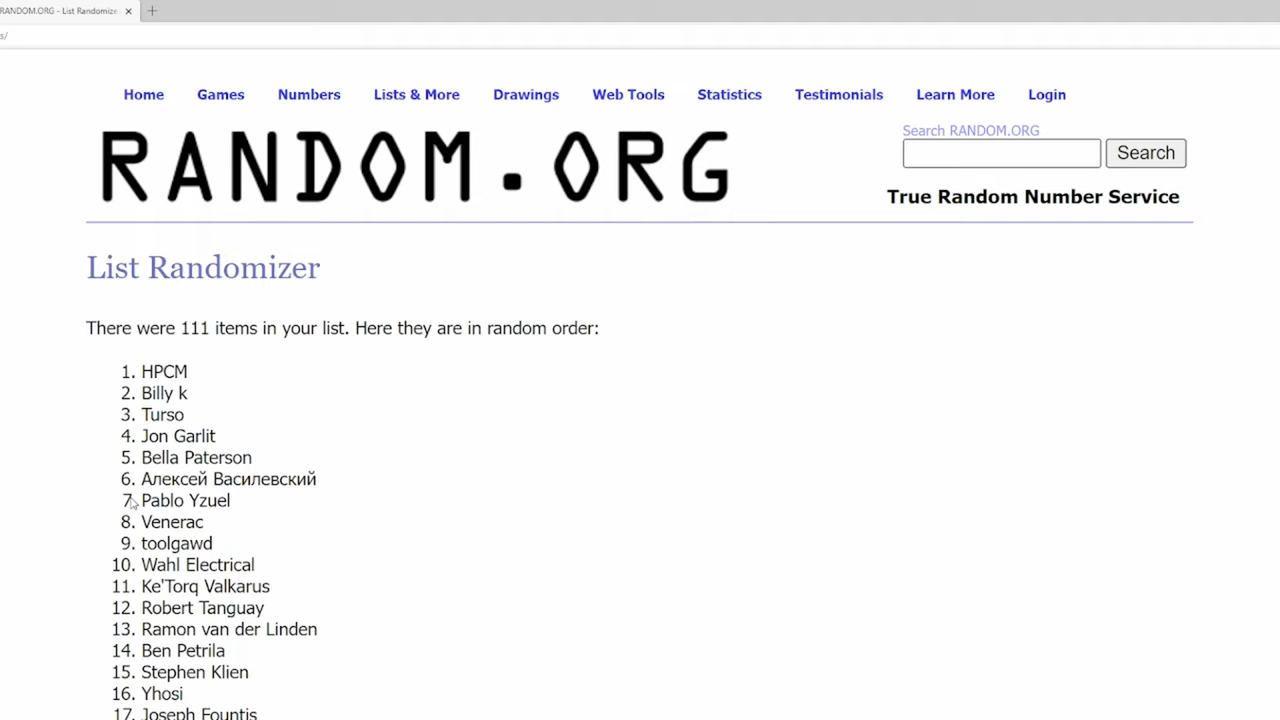 RANDOM.ORG - List Randomize
s/
Home Games Numbers Lists & More Drawings Web Tools Statistics Testimonials Learn More Login
RANDOM.ORG
Search RANDOM.ORG
Search
True Random Number Service
List Randomizer
There were 111 items in your list. Here they are in random order:
1. HPCM
2. Billy k
3. Turso
4. Jon Garlit
5. Bella Paterson
6. Алексей Василевский
7. Pablo Yzuel
8. Venerac
9. toolgawd
10. Wahl Electrical
11. Ke'Torq Valkarus
12. Robert Tanguay
13. Ramon van der Linden
14. Ben Petrila
15. Stephen Klien
16. Yhosi
17. Joseph Fountis